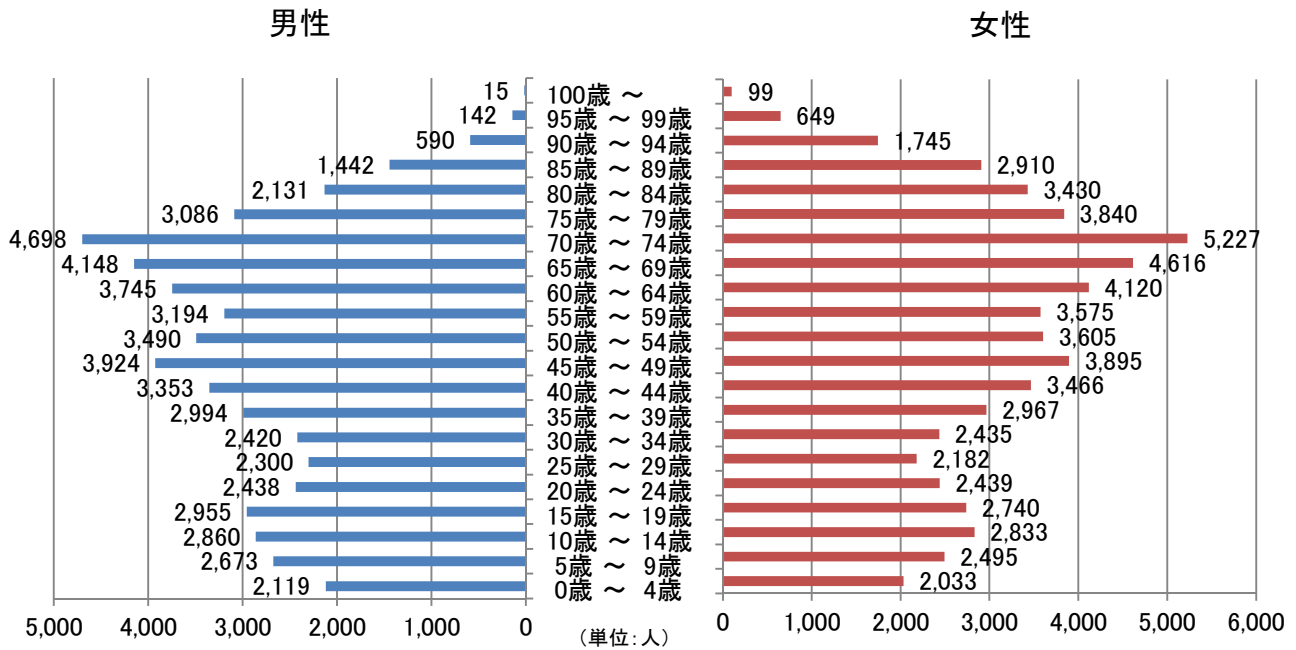 男性 女性
15 100歳 ～ 99
142 95歳 ～ 99歳 649
590 90歳 ～ 94歳 1,745
1,442 85歳 ～ 89歳 2,910
2,131 80歳 ～ 84歳 3,430
3,086 75歳 ～ 79歳 3,840
4,698 70歳 ～ 74歳 5,227
4,148 65歳 ～ 69歳 4,616
3,745 60歳 ～ 64歳 4,120
3,194 55歳 ～ 59歳 3,575
3,490 50歳 ～ 54歳 3,605
3,924 45歳 ～ 49歳 3,895
3,353 40歳 ～ 44歳 3,466
2,994 35歳 ～ 39歳 2,967
2,420 30歳 ～ 34歳 2,435
2,300 25歳 ～ 29歳 2,182
2,438 20歳 ～ 24歳 2,439
2,955 15歳 ～ 19歳 2,740
2,860 10歳 ～ 14歳 2,833
2,673 5歳 ～ 9歳 2,495
2,119 0歳 ～ 4歳 2,033
5,000 4,000 3,000 2,000 1,000 0 （単位：人） 0 1,000 2,000 3,000 4,000 5,000 6,000